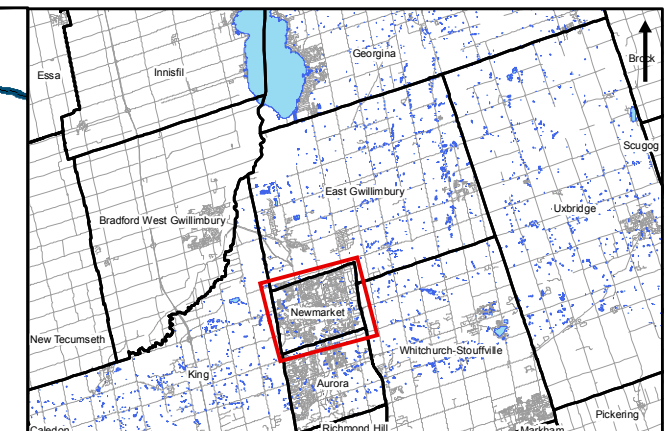 Georgina
Brock
Innisfil
Essa
Scugog
East Gwillimbury
Uxbridge
Bradford West Gwillimbury
Newmarket
New Tecumseth
Whitchurch-Stouffville
King
Aurora
Pickering
Caledon
Richmond Hill
Markham